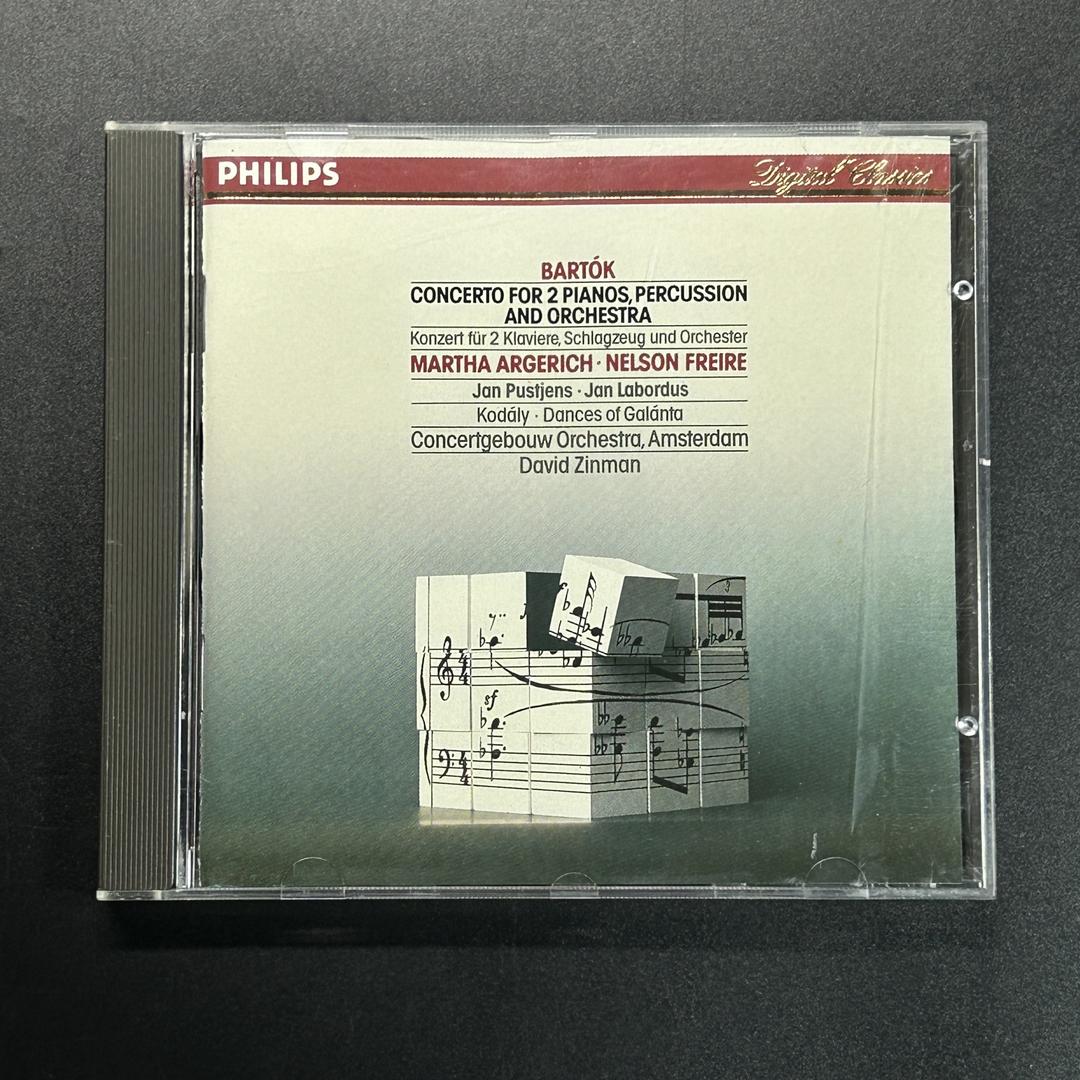 PHILIPS
Digital Classics
BARTÓK
CONCERTO FOR 2 PIANOS, PERCUSSION
AND ORCHESTRA
Konzert für 2 Klaviere, Schlagzeug und Orchester
MARTHA ARGERICH · NELSON FREIRE
Jan Pustjens · Jan Labordus
Kodály · Dances of Galánta
Concertgebouw Orchestra, Amsterdam
David Zinman
sf